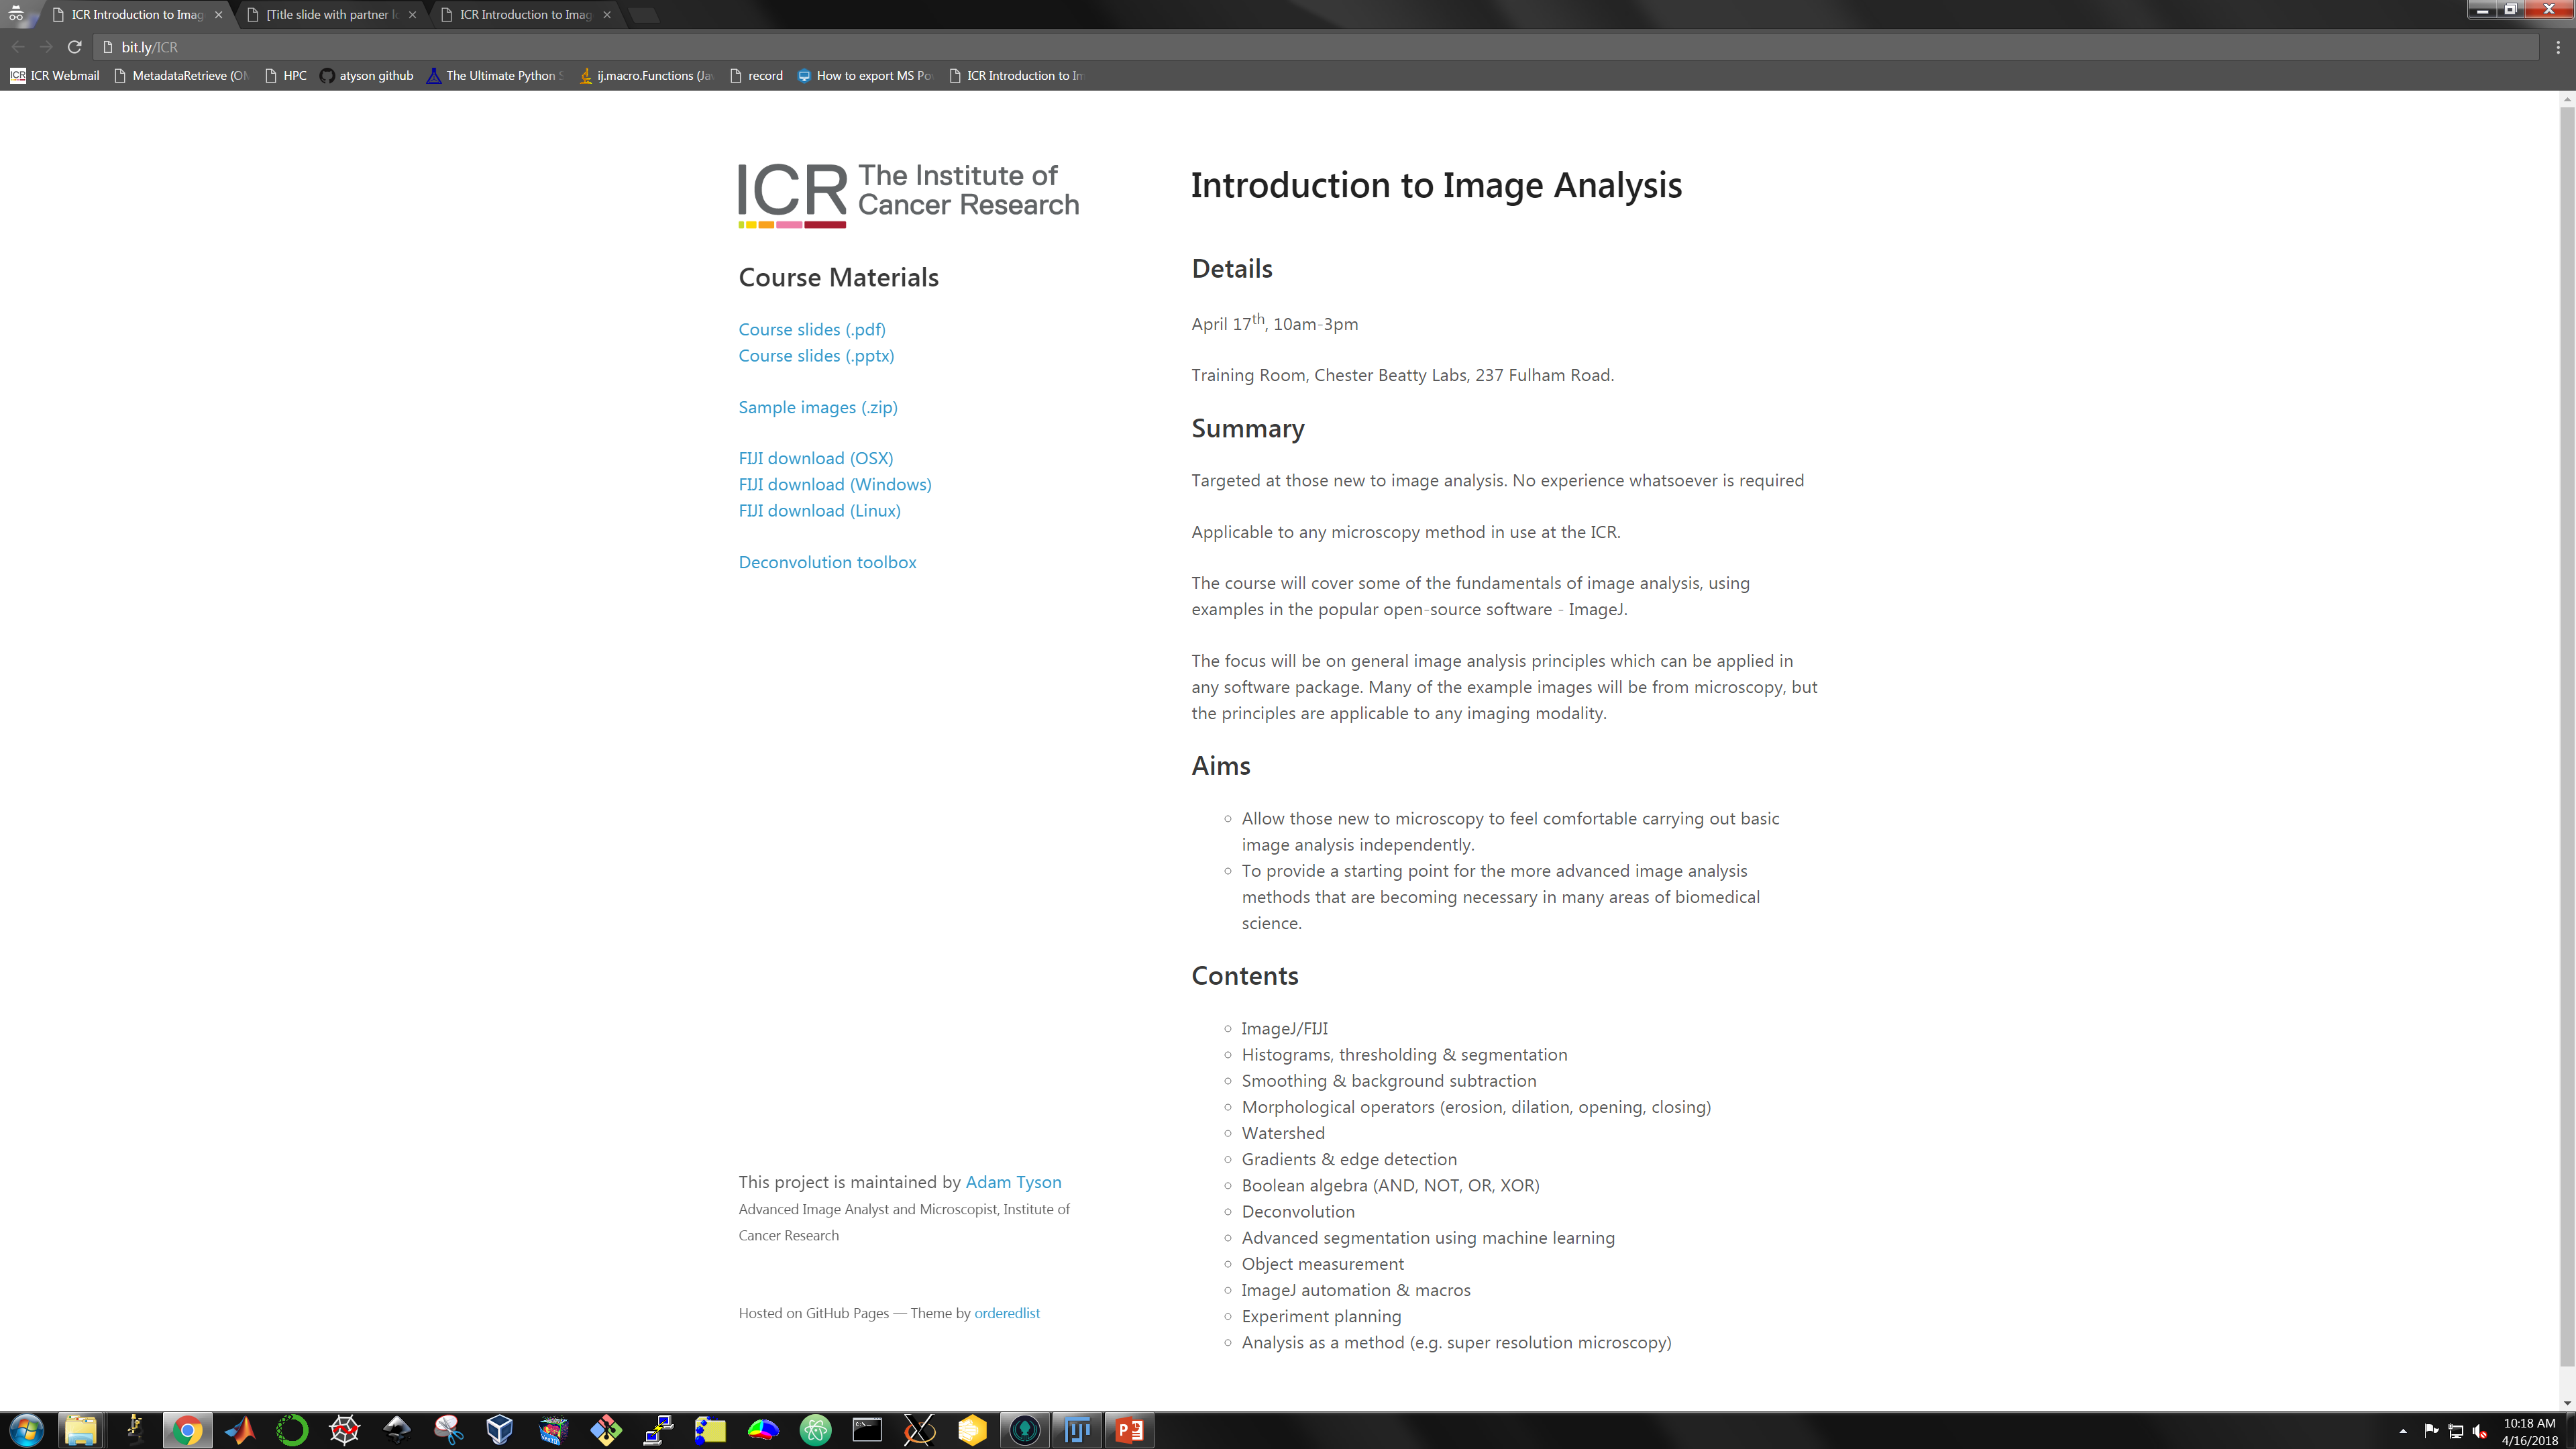 ICR Introduction to Imag
[Title slide with partner lo
ICR Introduction to Imag
bit.ly/ICR
ICR Webmail
MetadataRetrieve (OM
HPC
atyson github
The Ultimate Python S
ij.macro.Functions (Jav
record
How to export MS Po
ICR Introduction to Im
ICR The Institute of
Cancer Research
Course Materials
Course slides (.pdf)
Course slides (.pptx)
Sample images (.zip)
FIJI download (OSX)
FIJI download (Windows)
FIJI download (Linux)
Deconvolution toolbox
This project is maintained by Adam Tyson
Advanced Image Analyst and Microscopist, Institute of
Cancer Research
Hosted on GitHub Pages — Theme by orderedlist
Introduction to Image Analysis
Details
April 17th, 10am-3pm
Training Room, Chester Beatty Labs, 237 Fulham Road.
Summary
Targeted at those new to image analysis. No experience whatsoever is required
Applicable to any microscopy method in use at the ICR.
The course will cover some of the fundamentals of image analysis, using
examples in the popular open-source software - ImageJ.
The focus will be on general image analysis principles which can be applied in
any software package. Many of the example images will be from microscopy, but
the principles are applicable to any imaging modality.
Aims
Allow those new to microscopy to feel comfortable carrying out basic
image analysis independently.
To provide a starting point for the more advanced image analysis
methods that are becoming necessary in many areas of biomedical
science.
Contents
ImageJ/FIJI
Histograms, thresholding & segmentation
Smoothing & background subtraction
Morphological operators (erosion, dilation, opening, closing)
Watershed
Gradients & edge detection
Boolean algebra (AND, NOT, OR, XOR)
Deconvolution
Advanced segmentation using machine learning
Object measurement
ImageJ automation & macros
Experiment planning
Analysis as a method (e.g. super resolution microscopy)
10:18 AM
4/16/2018